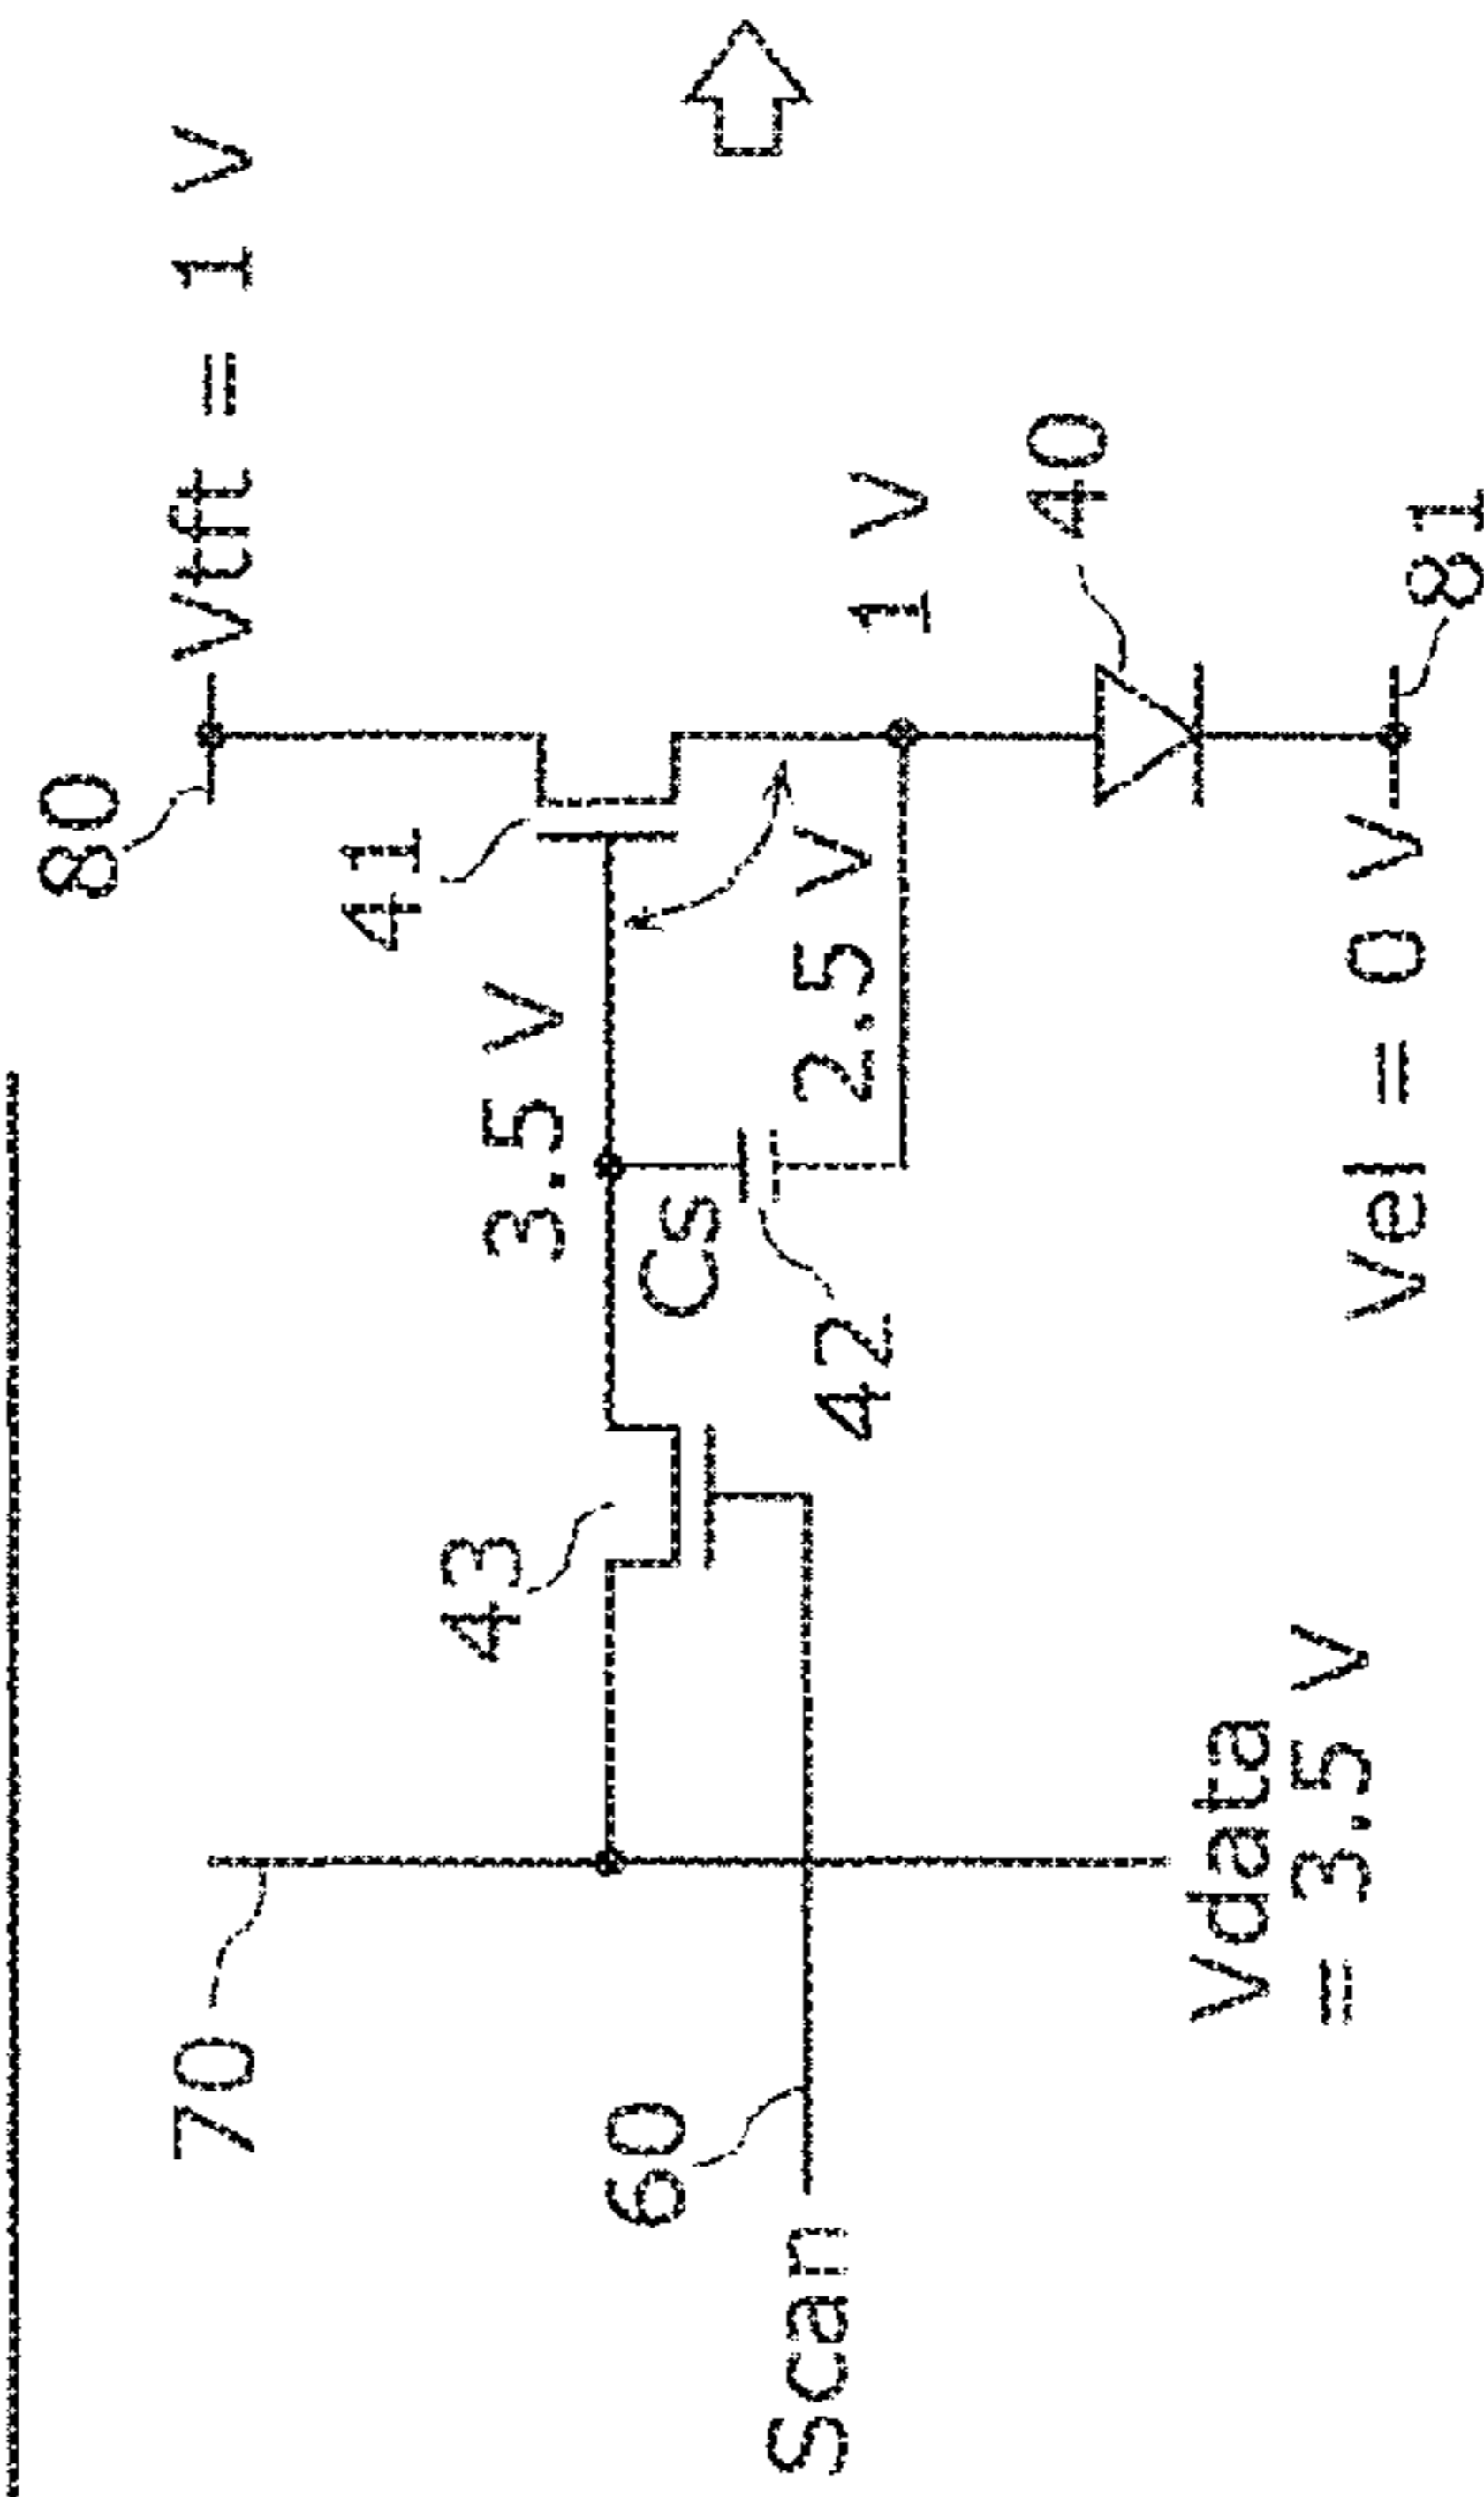 80
Vtft = 1 V
70
41
43
3.5 V
60
Cs
42
2.5 V
1 V
Scan
40
Vdata
= 3.5 V
Vel = 0 V
81